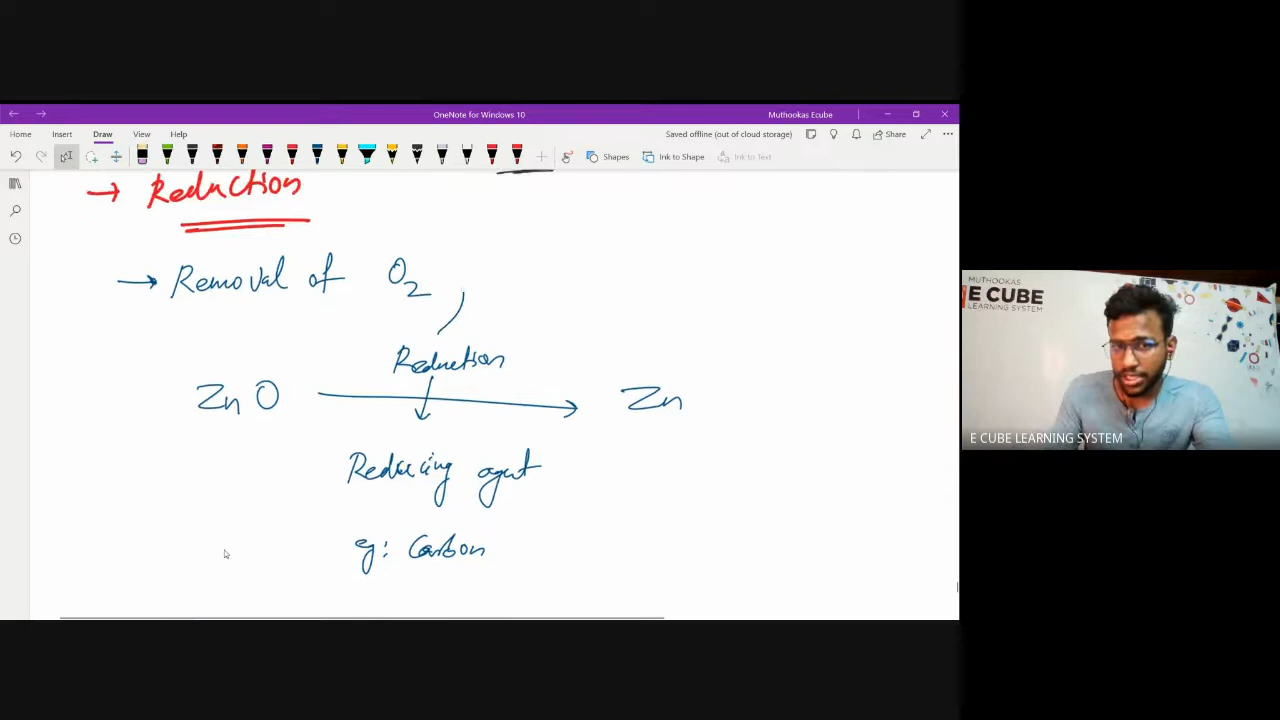 OneNote for Windows 10
Muthookas Ecube
Home Insert Draw View Help
Saved offline (out of cloud storage)
Share
Shapes
Ink to Shape
Ink to Text
→ Reduction
→ Removal of O2,
Reduction
ZnO → Zn
Reducing agent
eg: Carbon
MUTHOOKAS
E CUBE
LEARNING SYSTEM
E CUBE LEARNING SYSTEM